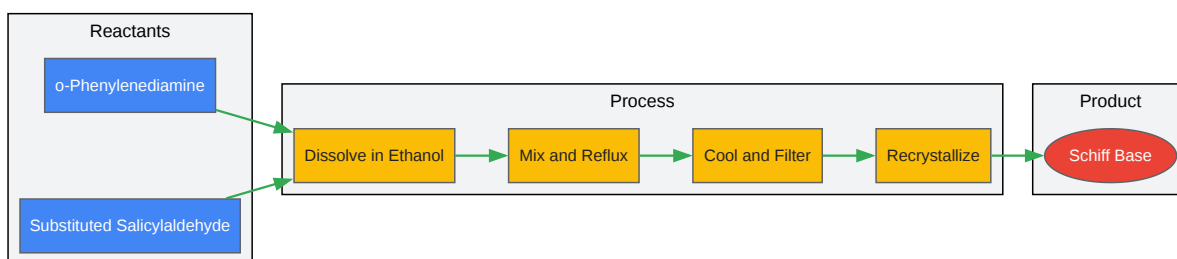 Reactants
o-Phenylenediamine
Substituted Salicylaldehyde
Process
Dissolve in Ethanol
Mix and Reflux
Cool and Filter
Recrystallize
Product
Schiff Base